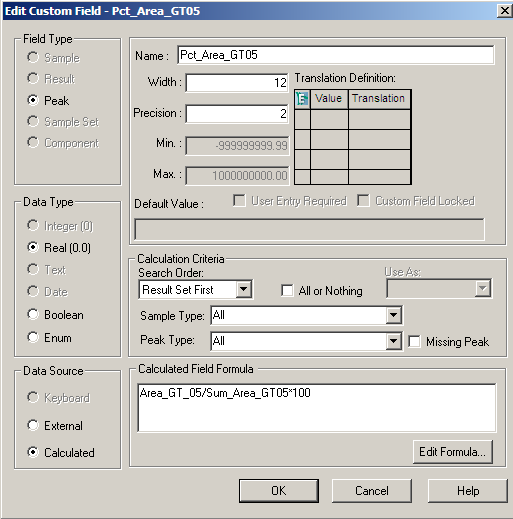 Edit Custom Field - Pct_Area_GT05
Field Type
Sample
Result
Peak
Sample Set
Component
Name : Pct_Area_GT05
Width : 12
Precision : 2
Min. : -999999999.99
Max. : 1000000000.00
Translation Definition:
Value Translation
Default Value : User Entry Required Custom Field Locked
Data Type
Integer (0)
Real (0.0)
Text
Date
Boolean
Enum
Calculation Criteria
Search Order:
Result Set First
All or Nothing
Use As:
Sample Type: All
Peak Type: All
Missing Peak
Data Source
Keyboard
External
Calculated
Calculated Field Formula
Area_GT_05/Sum_Area_GT05*100
Edit Formula...
OK Cancel Help